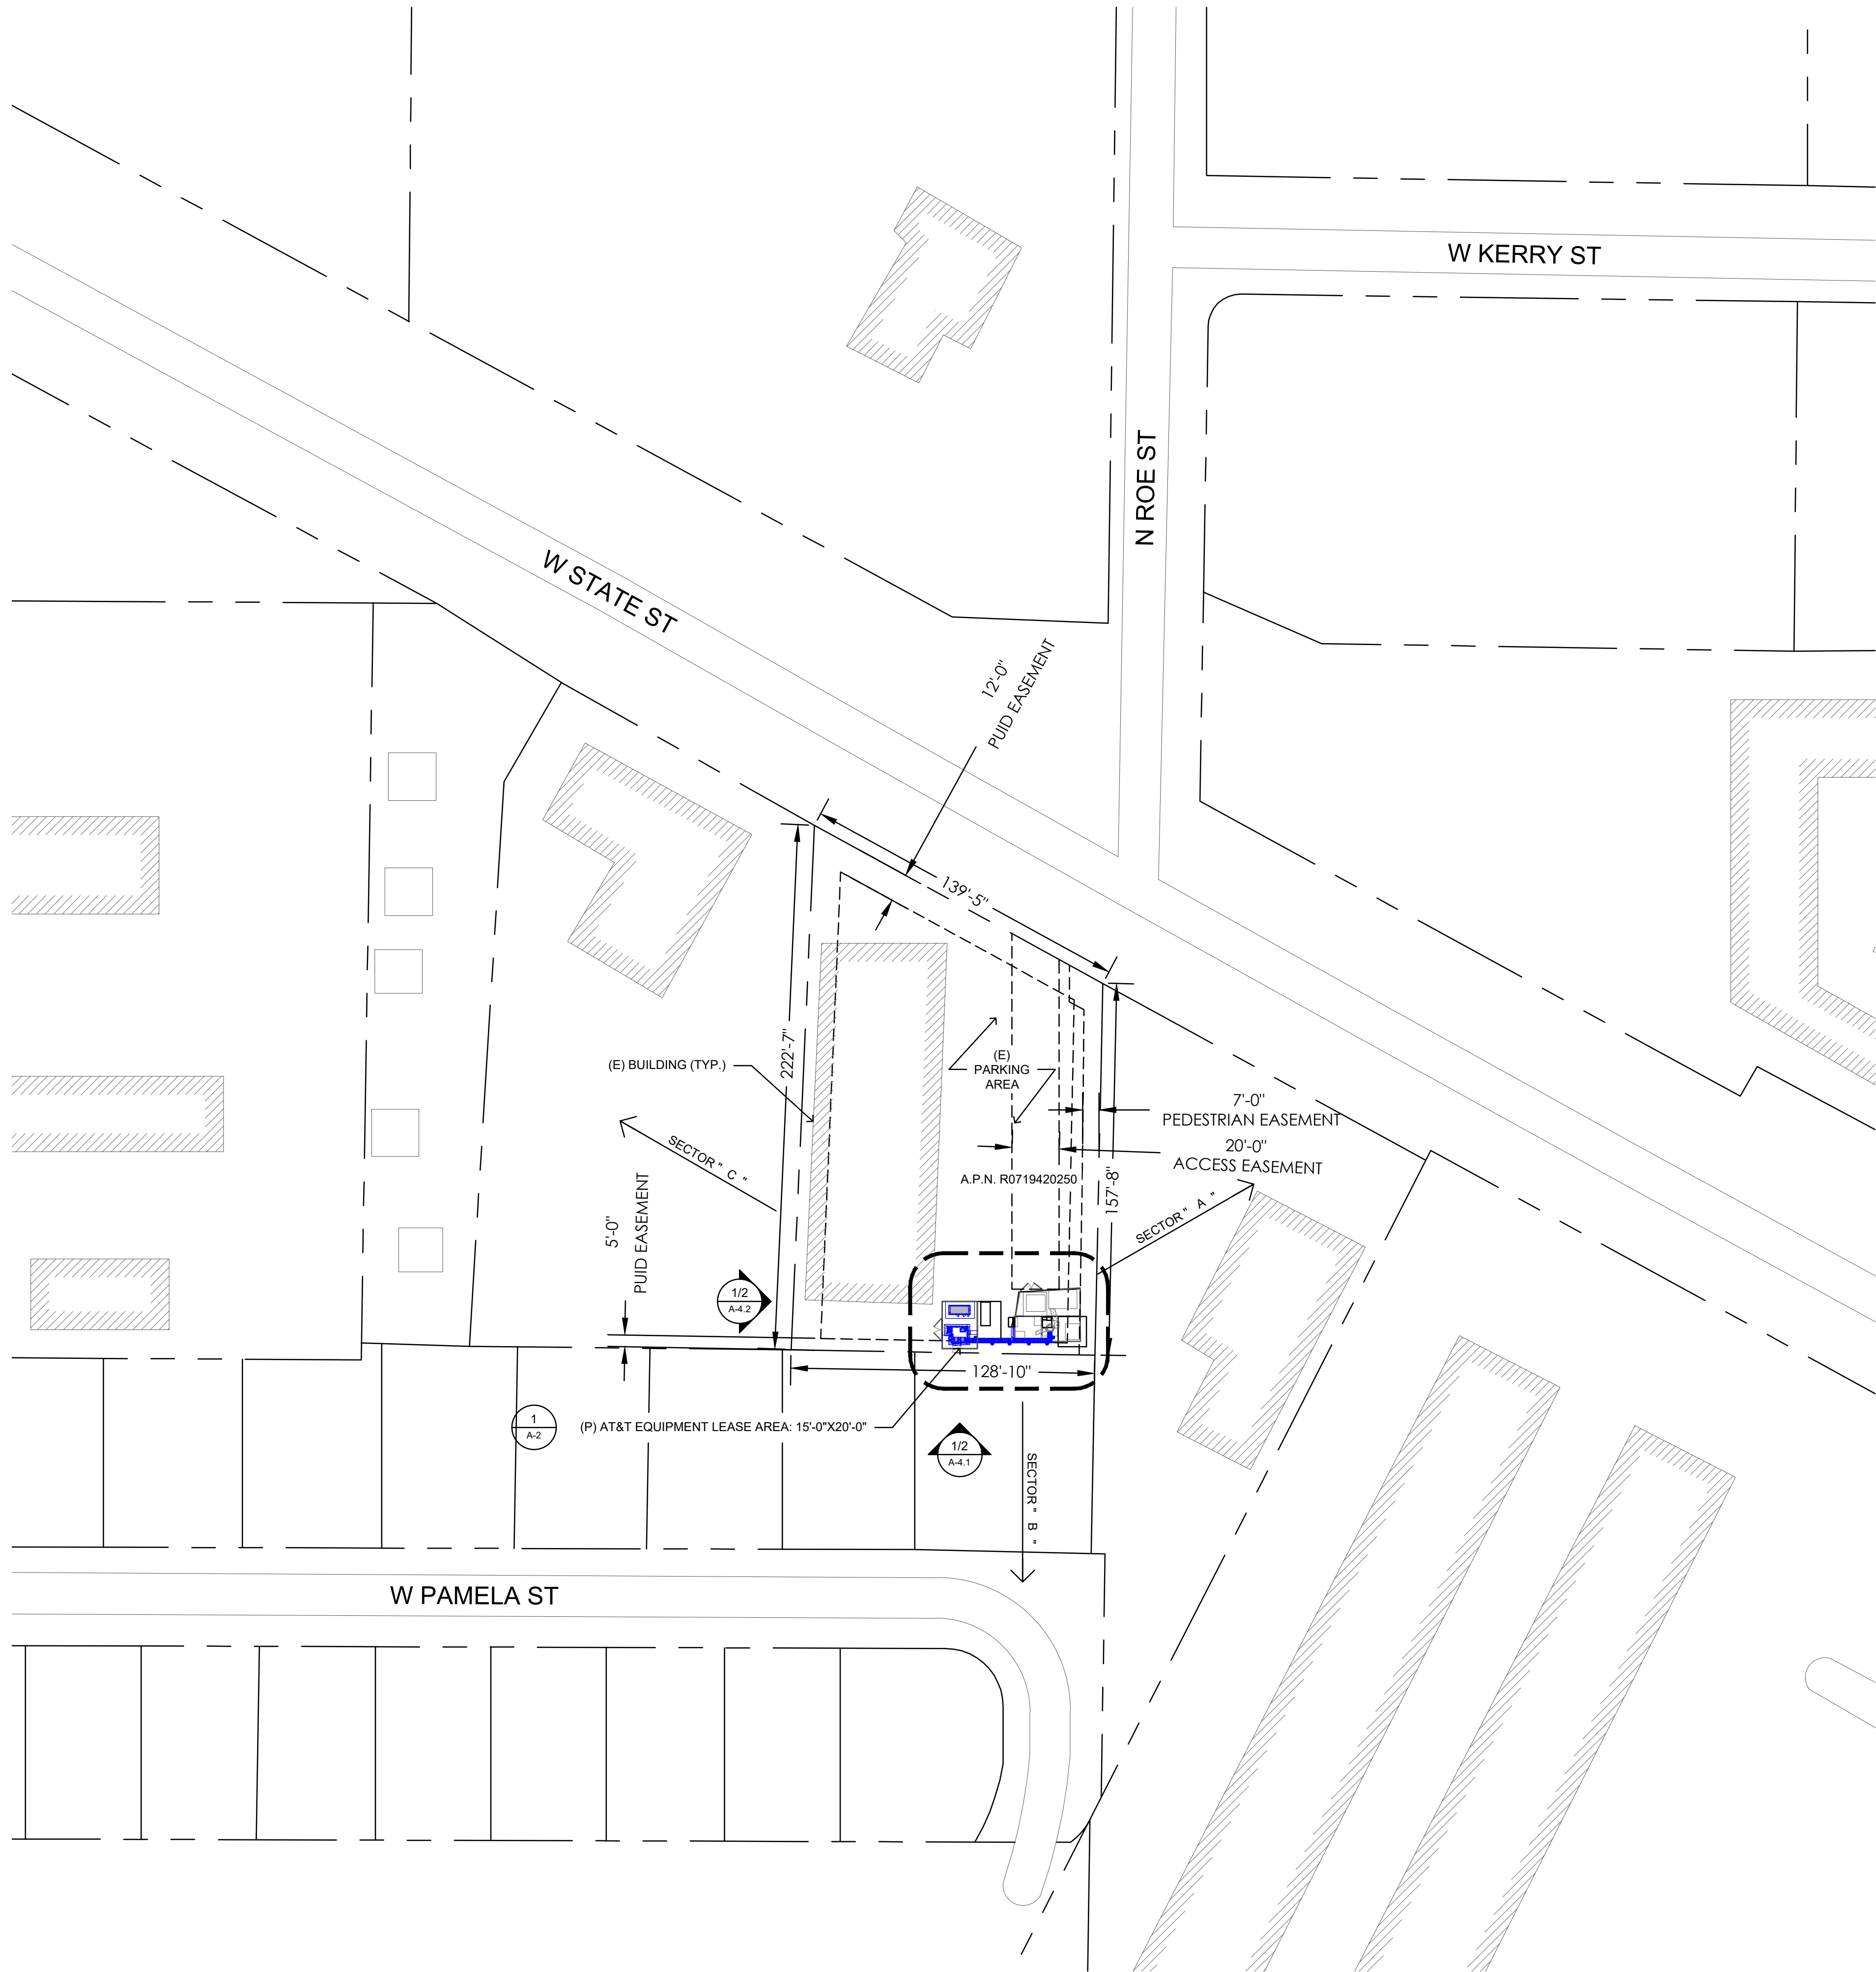 W KERRY ST
N ROE ST
W STATE ST
12'-0"
PUID EASEMENT
139'-5"
222'-7"
(E) BUILDING (TYP.)
(E)
PARKING
AREA
7'-0"
PEDESTRIAN EASEMENT
20'-0"
ACCESS EASEMENT
A.P.N. R0719420250
157'-8"
SECTOR " C "
SECTOR " A "
5'-0"
PUID EASEMENT
1/2
A-4.2
128'-10"
1
A-2
(P) AT&T EQUIPMENT LEASE AREA: 15'-0"X20'-0"
1/2
A-4.1
SECTOR " B "
W PAMELA ST